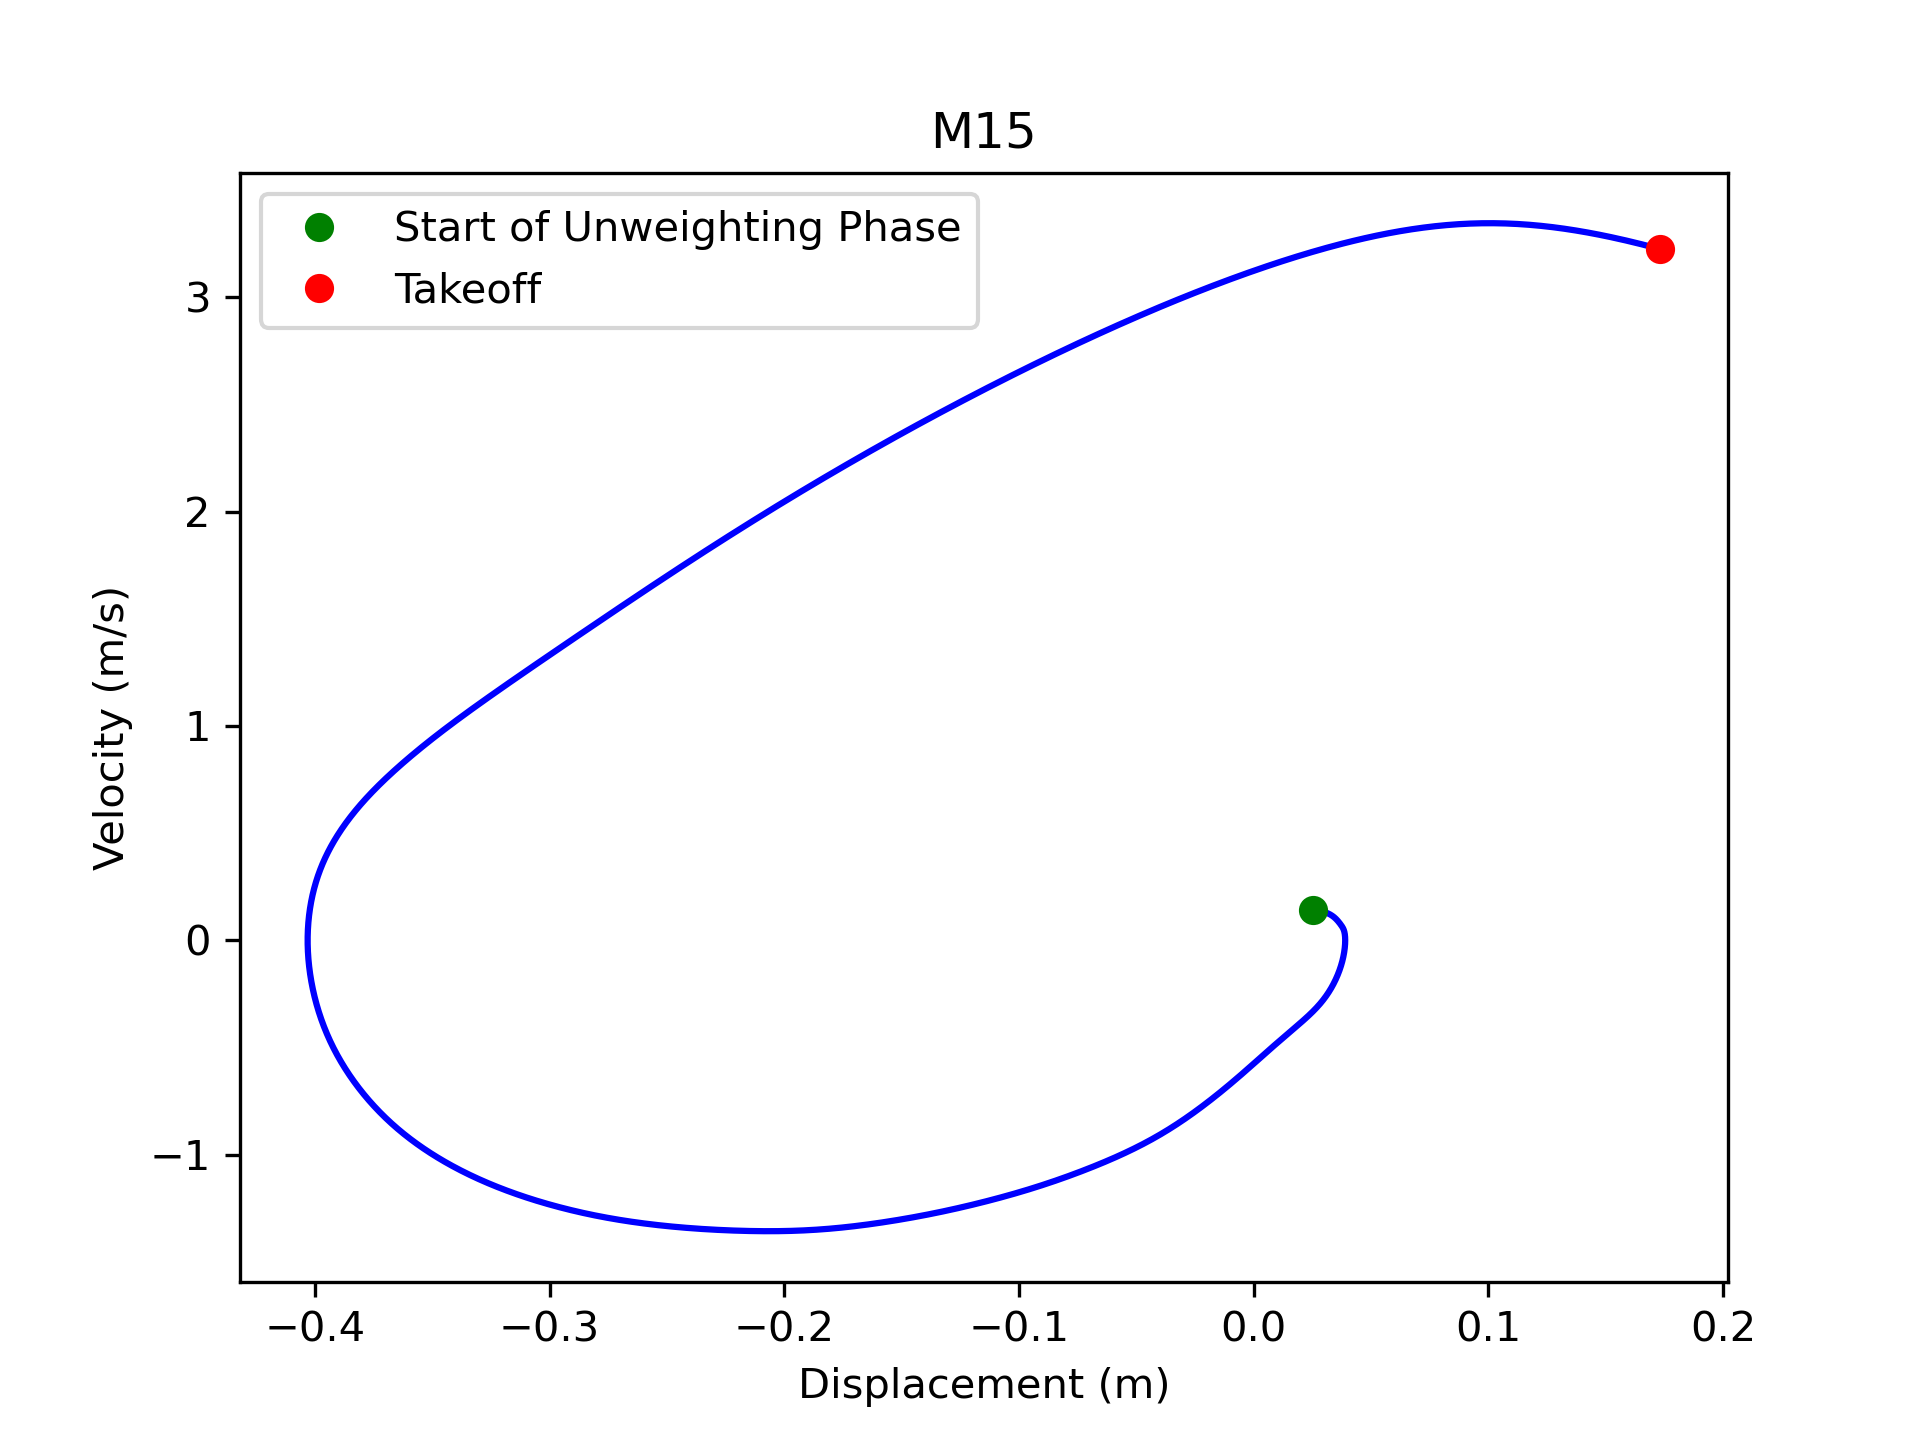 M15
Start of Unweighting Phase
Takeoff
3
2
1
0
−1
Velocity (m/s)
−0.4 −0.3 −0.2 −0.1 0.0 0.1 0.2
Displacement (m)